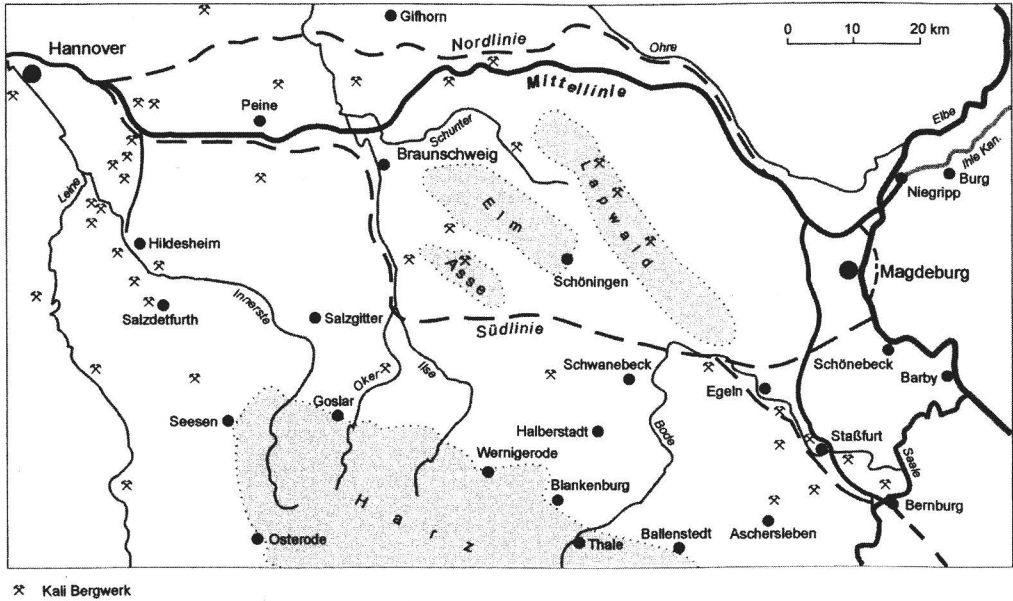 Gifhorn
0 10 20 km
Hannover
Nordlinie
Ohre
Mittellinie
Peine
Schunter
Elbe
Ihle Kan.
Braunschweig
Lappwald
Burg
Niegripp
Leine
Elm
Hildesheim
Asse
Schöningen
Magdeburg
Innerste
Salzdetfurth
Salzgitter
Südlinie
Schönebeck
Schwanebeck
Oker
Ilse
Egeln
Barby
Goslar
Seesen
Halberstadt
Bode
Staßfurt
Saale
Wernigerode
Blankenburg
Bernburg
Harz
Aschersleben
Osterode
Thale
Ballenstedt
Kali Bergwerk